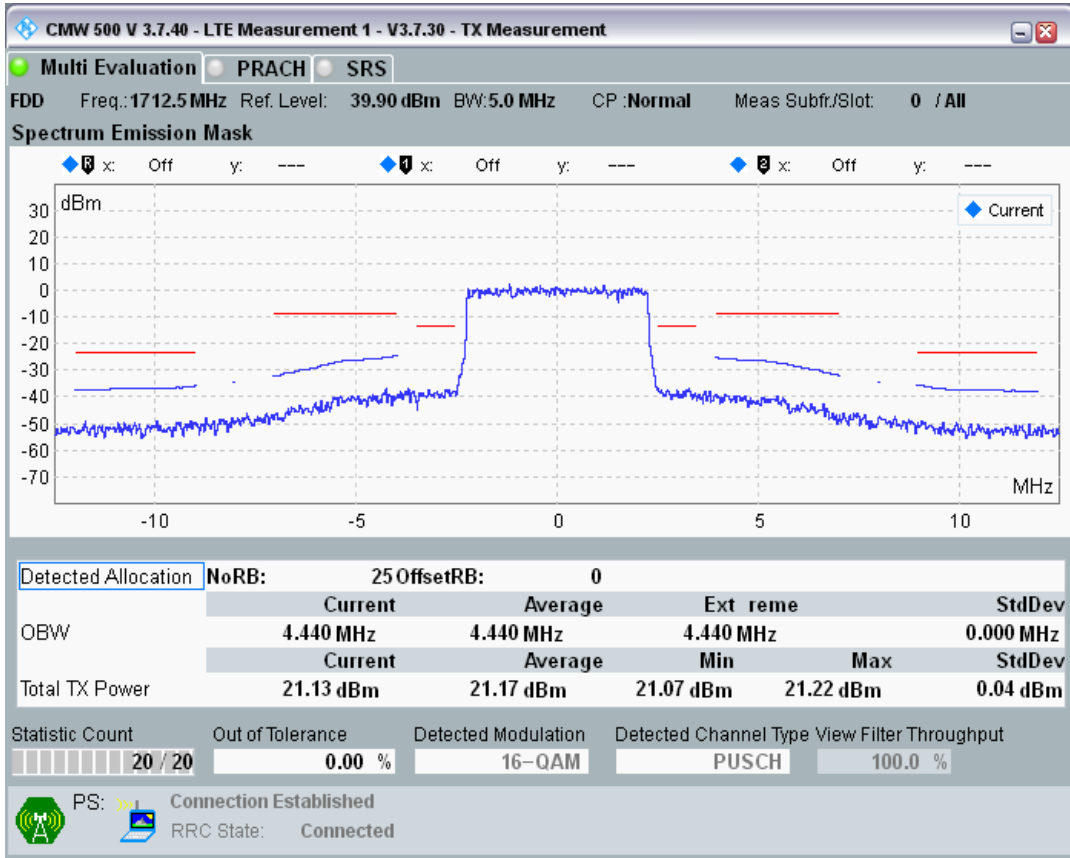 CMW 500 V 3.7.40 - LTE Measurement 1 - V3.7.30 - TX Measurement
Multi Evaluation PRACH SRS
FDD Freq.: 1712.5 MHz Ref. Level: 39.90 dBm BW: 5.0 MHz CP : Normal Meas Subfr./Slot: 0 / All
Spectrum Emission Mask
R x: Off y: --- 1 x: Off y: --- 2 x: Off y: ---
dBm
Current
30
20
10
0
-10
-20
-30
-40
-50
-60
-70
MHz
-10 -5 0 5 10
Detected Allocation NoRB: 25 OffsetRB: 0
Current Average Ext reme StdDev
OBW 4.440 MHz 4.440 MHz 4.440 MHz 0.000 MHz
Current Average Min Max StdDev
Total TX Power 21.13 dBm 21.17 dBm 21.07 dBm 21.22 dBm 0.04 dBm
Statistic Count Out of Tolerance Detected Modulation Detected Channel Type View Filter Throughput
20 / 20 0.00 % 16-QAM PUSCH 100.0 %
PS: Connection Established
RRC State: Connected